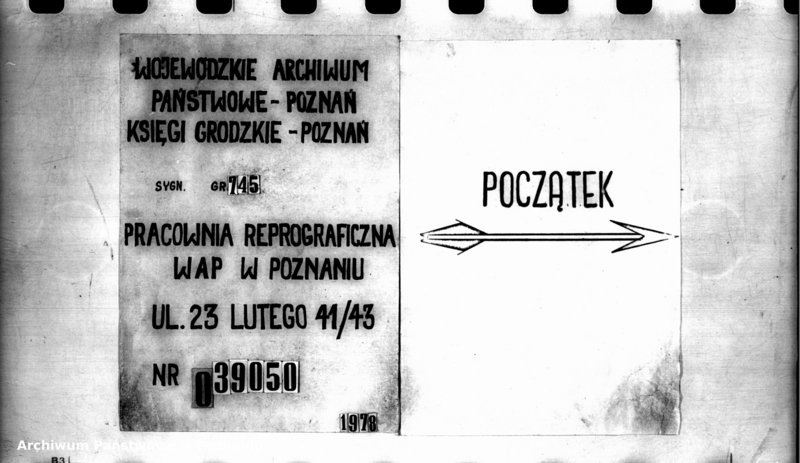 WOJEWÓDZKIE ARCHIWUM
PAŃSTWOWE - POZNAŃ
KSIĘGI GRODZKIE - POZNAŃ
SYGN. GR 745
PRACOWNIA REPROGRAFICZNA
WAP W POZNANIU
UL. 23 LUTEGO 41/43
NR 039050
1978
POCZĄTEK
Archiwum
B3